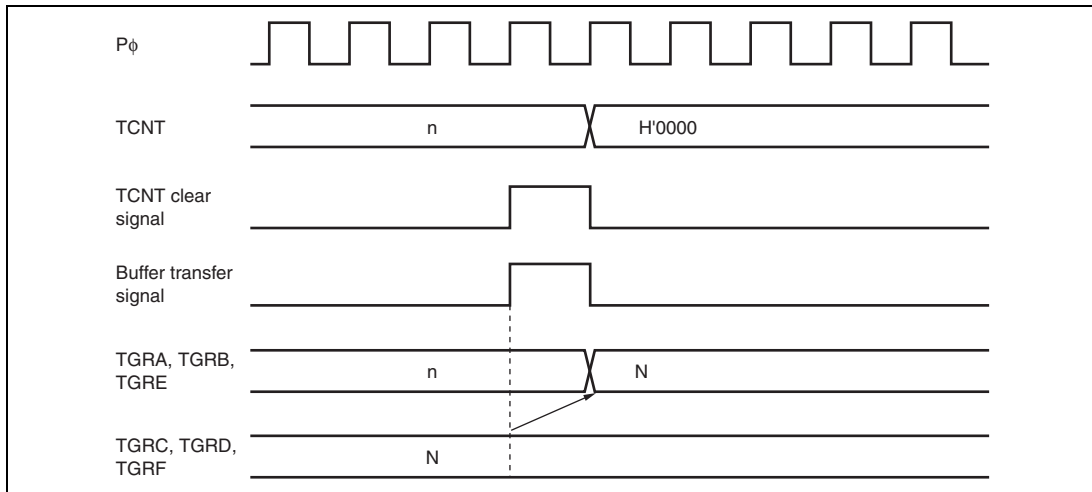 Pϕ
TCNT
n
H'0000
TCNT clear
signal
Buffer transfer
signal
TGRA, TGRB,
TGRE
n
N
TGRC, TGRD,
TGRF
N